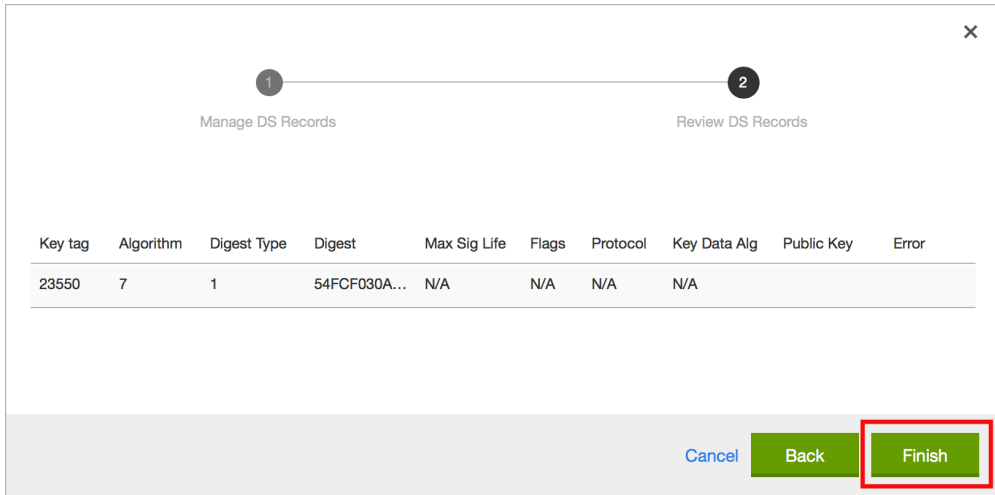 ×
1 2
Manage DS Records Review DS Records
Key tag Algorithm Digest Type Digest Max Sig Life Flags Protocol Key Data Alg Public Key Error
23550 7 1 54FCF030A... N/A N/A N/A N/A
Cancel Back Finish